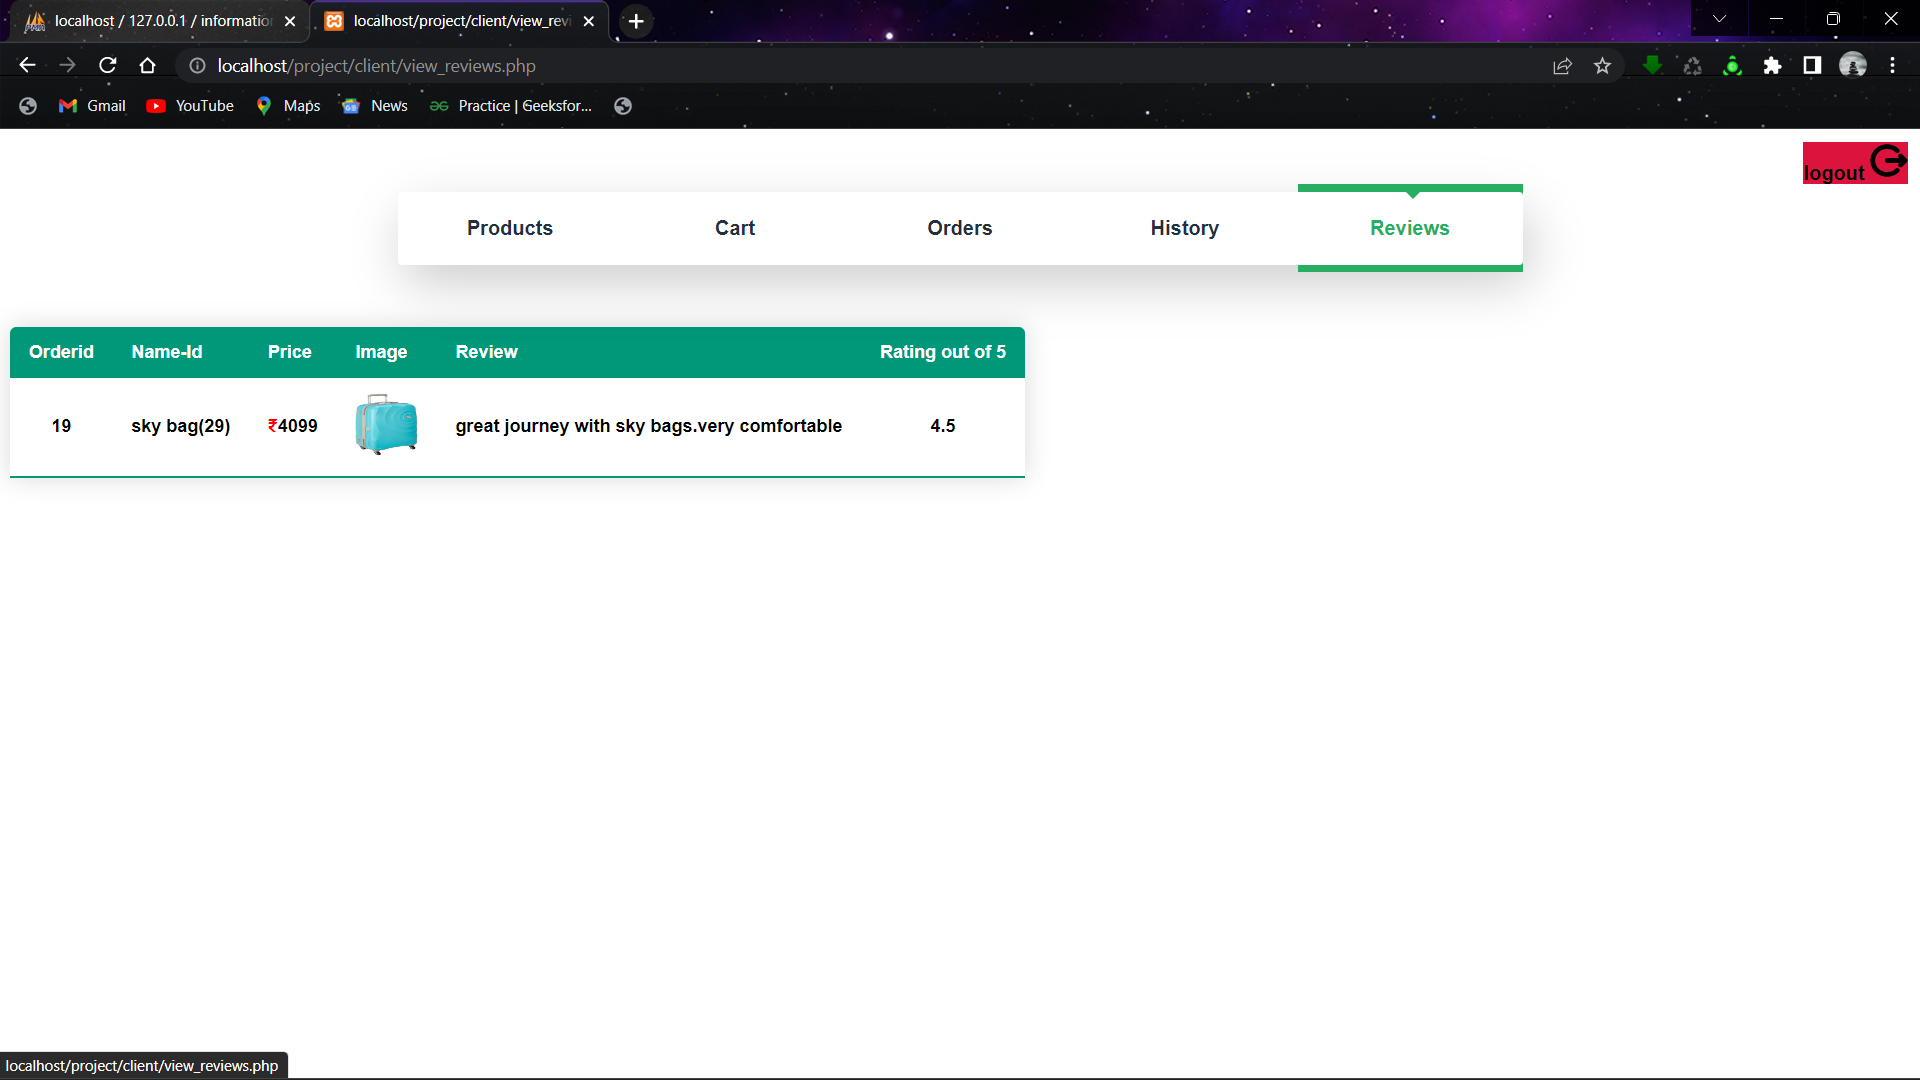 localhost / 127.0.0.1 / informatio
localhost/project/client/view_revi
localhost/project/client/view_reviews.php
Gmail
YouTube
Maps
News
Practice | Geeksfor...
logout
Products
Cart
Orders
History
Reviews
Orderid Name-Id Price Image Review Rating out of 5
19 sky bag(29) ₹4099 great journey with sky bags.very comfortable 4.5
localhost/project/client/view_reviews.php